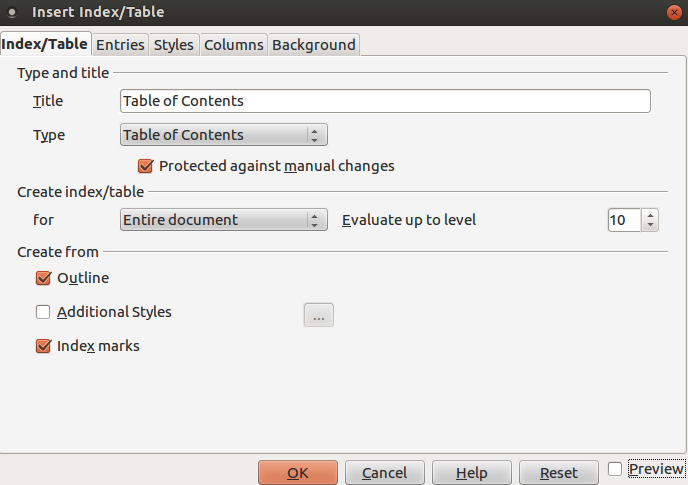 Insert Index/Table
Index/Table Entries Styles Columns Background
Type and title
Title Table of Contents
Type Table of Contents
Protected against manual changes
Create index/table
for Entire document Evaluate up to level 10
Create from
Outline
Additional Styles ...
Index marks
OK Cancel Help Reset Preview